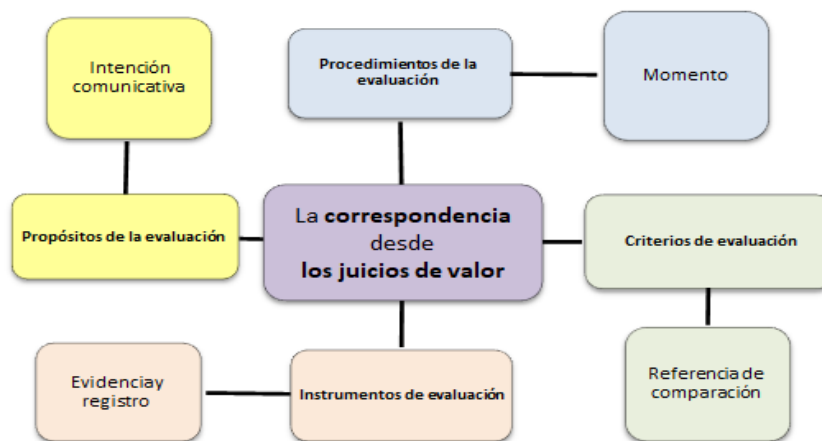 Intención
comunicativa
Procedimientos de la
evaluación
Momento
Propósitos de la evaluación
La correspondencia
desde
los juicios de valor
Criterios de evaluación
Evidenciay
registro
Instrumentos de evaluación
Referencia de
comparación